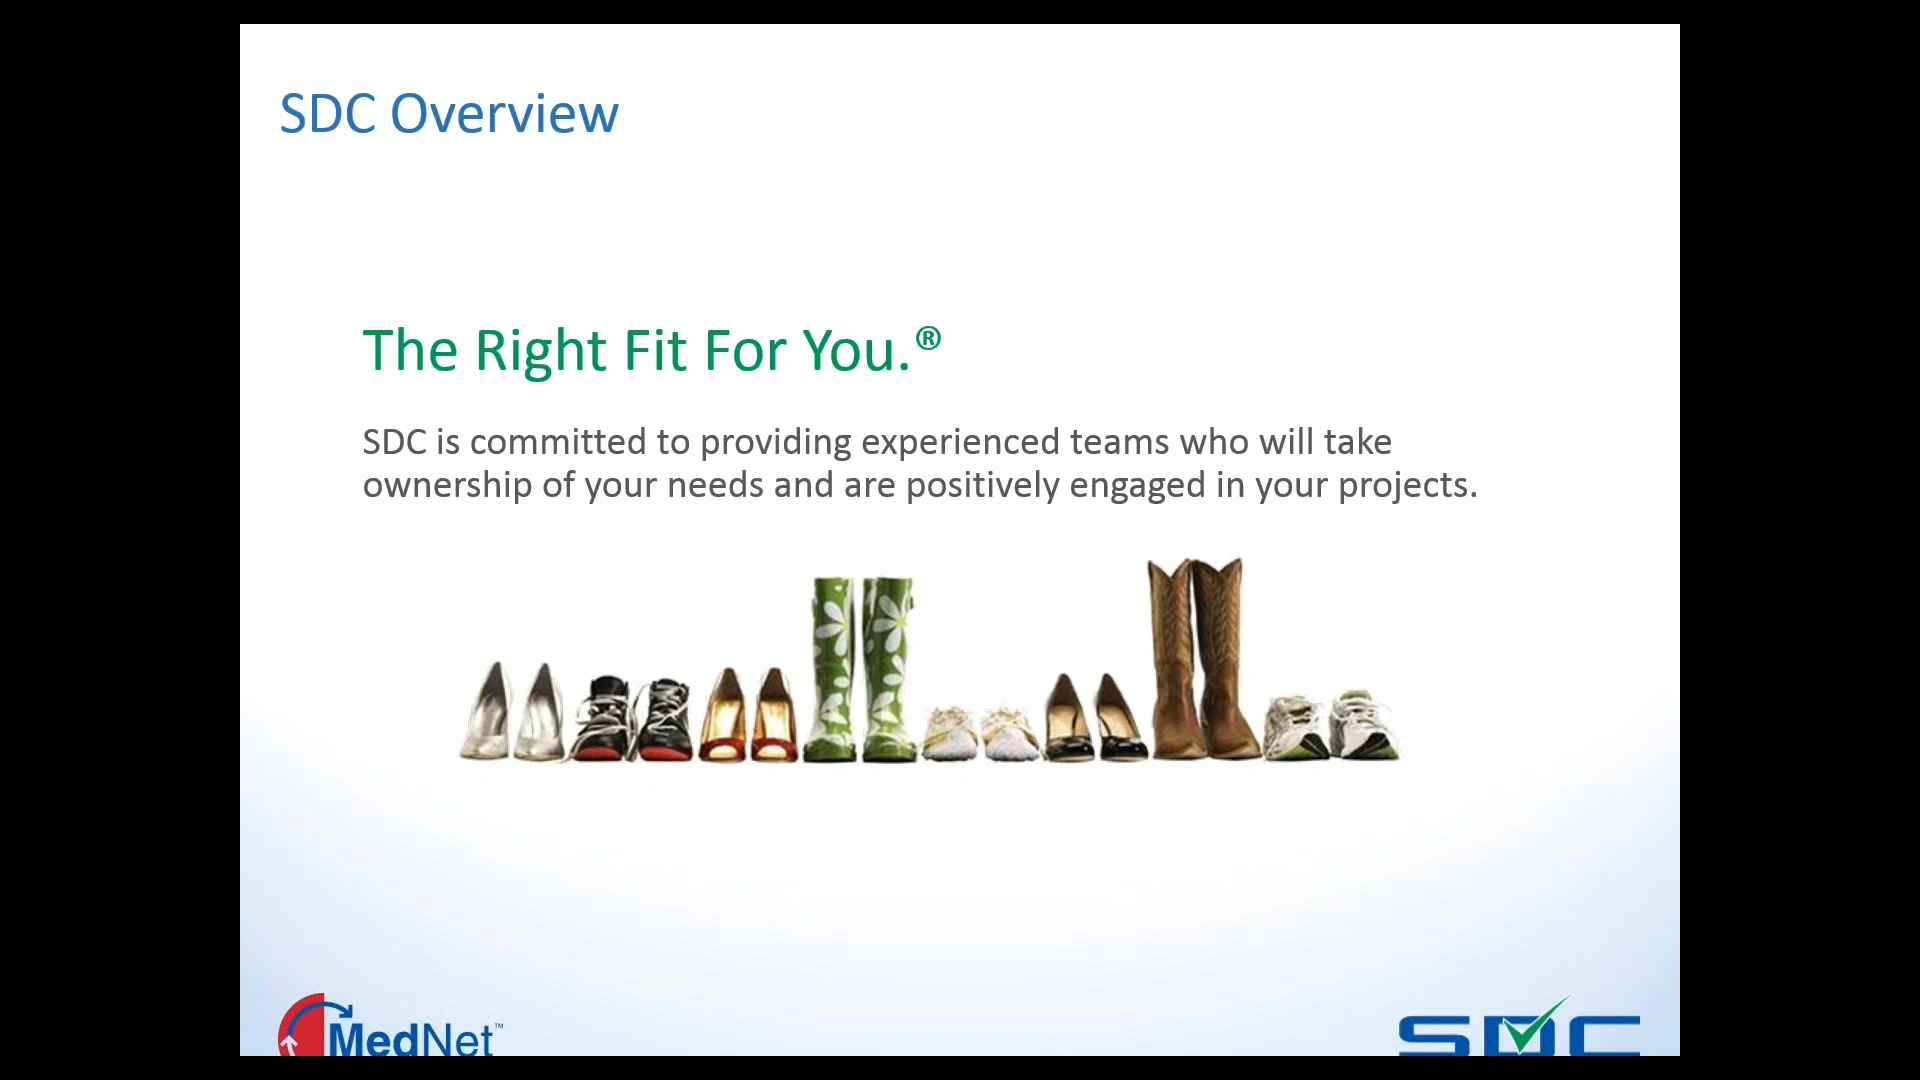 SDC Overview
The Right Fit For You.®
SDC is committed to providing experienced teams who will take
ownership of your needs and are positively engaged in your projects.
MedNet™
SDC